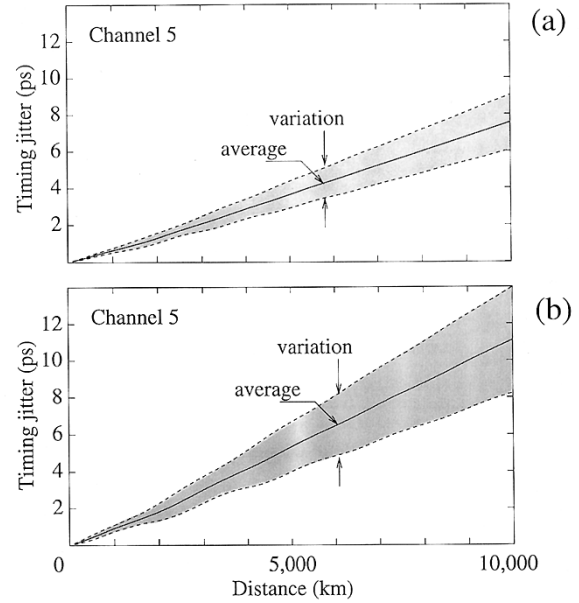 (a)
Channel 5
Timing jitter (ps)
12
10
8
6
4
2
variation
average
(b)
Channel 5
Timing jitter (ps)
12
10
8
6
4
2
0
variation
average
0
5,000
10,000
Distance (km)